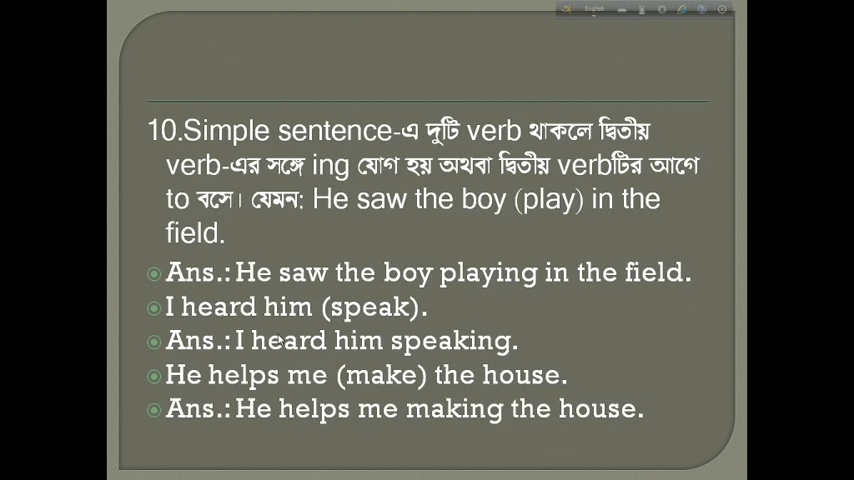 English
10.Simple sentence-এ দুটি verb থাকলে দ্বিতীয়
verb-এর সঙ্গে ing যোগ হয় অথবা দ্বিতীয় verbটির আগে
to বসে। যেমন: He saw the boy (play) in the
field.
Ans.: He saw the boy playing in the field.
I heard him (speak).
Ans.: I heard him speaking.
He helps me (make) the house.
Ans.: He helps me making the house.